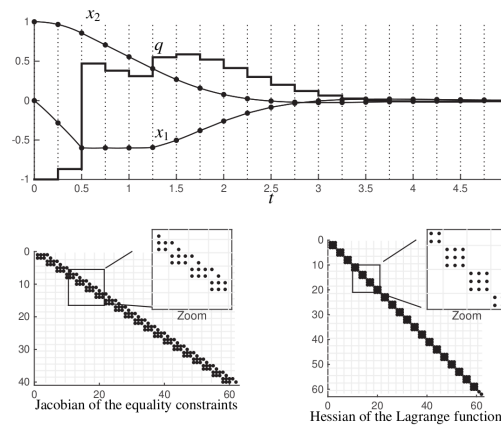 x₂
q
x₁
1
0.5
0
-0.5
-1
0 0.5 1 1.5 2 2.5 3 3.5 4 4.5
t
0
10
20
30
40
0 20 40 60
Zoom
Jacobian of the equality constraints
0
10
20
30
40
50
60
0 20 40 60
Zoom
Hessian of the Lagrange function